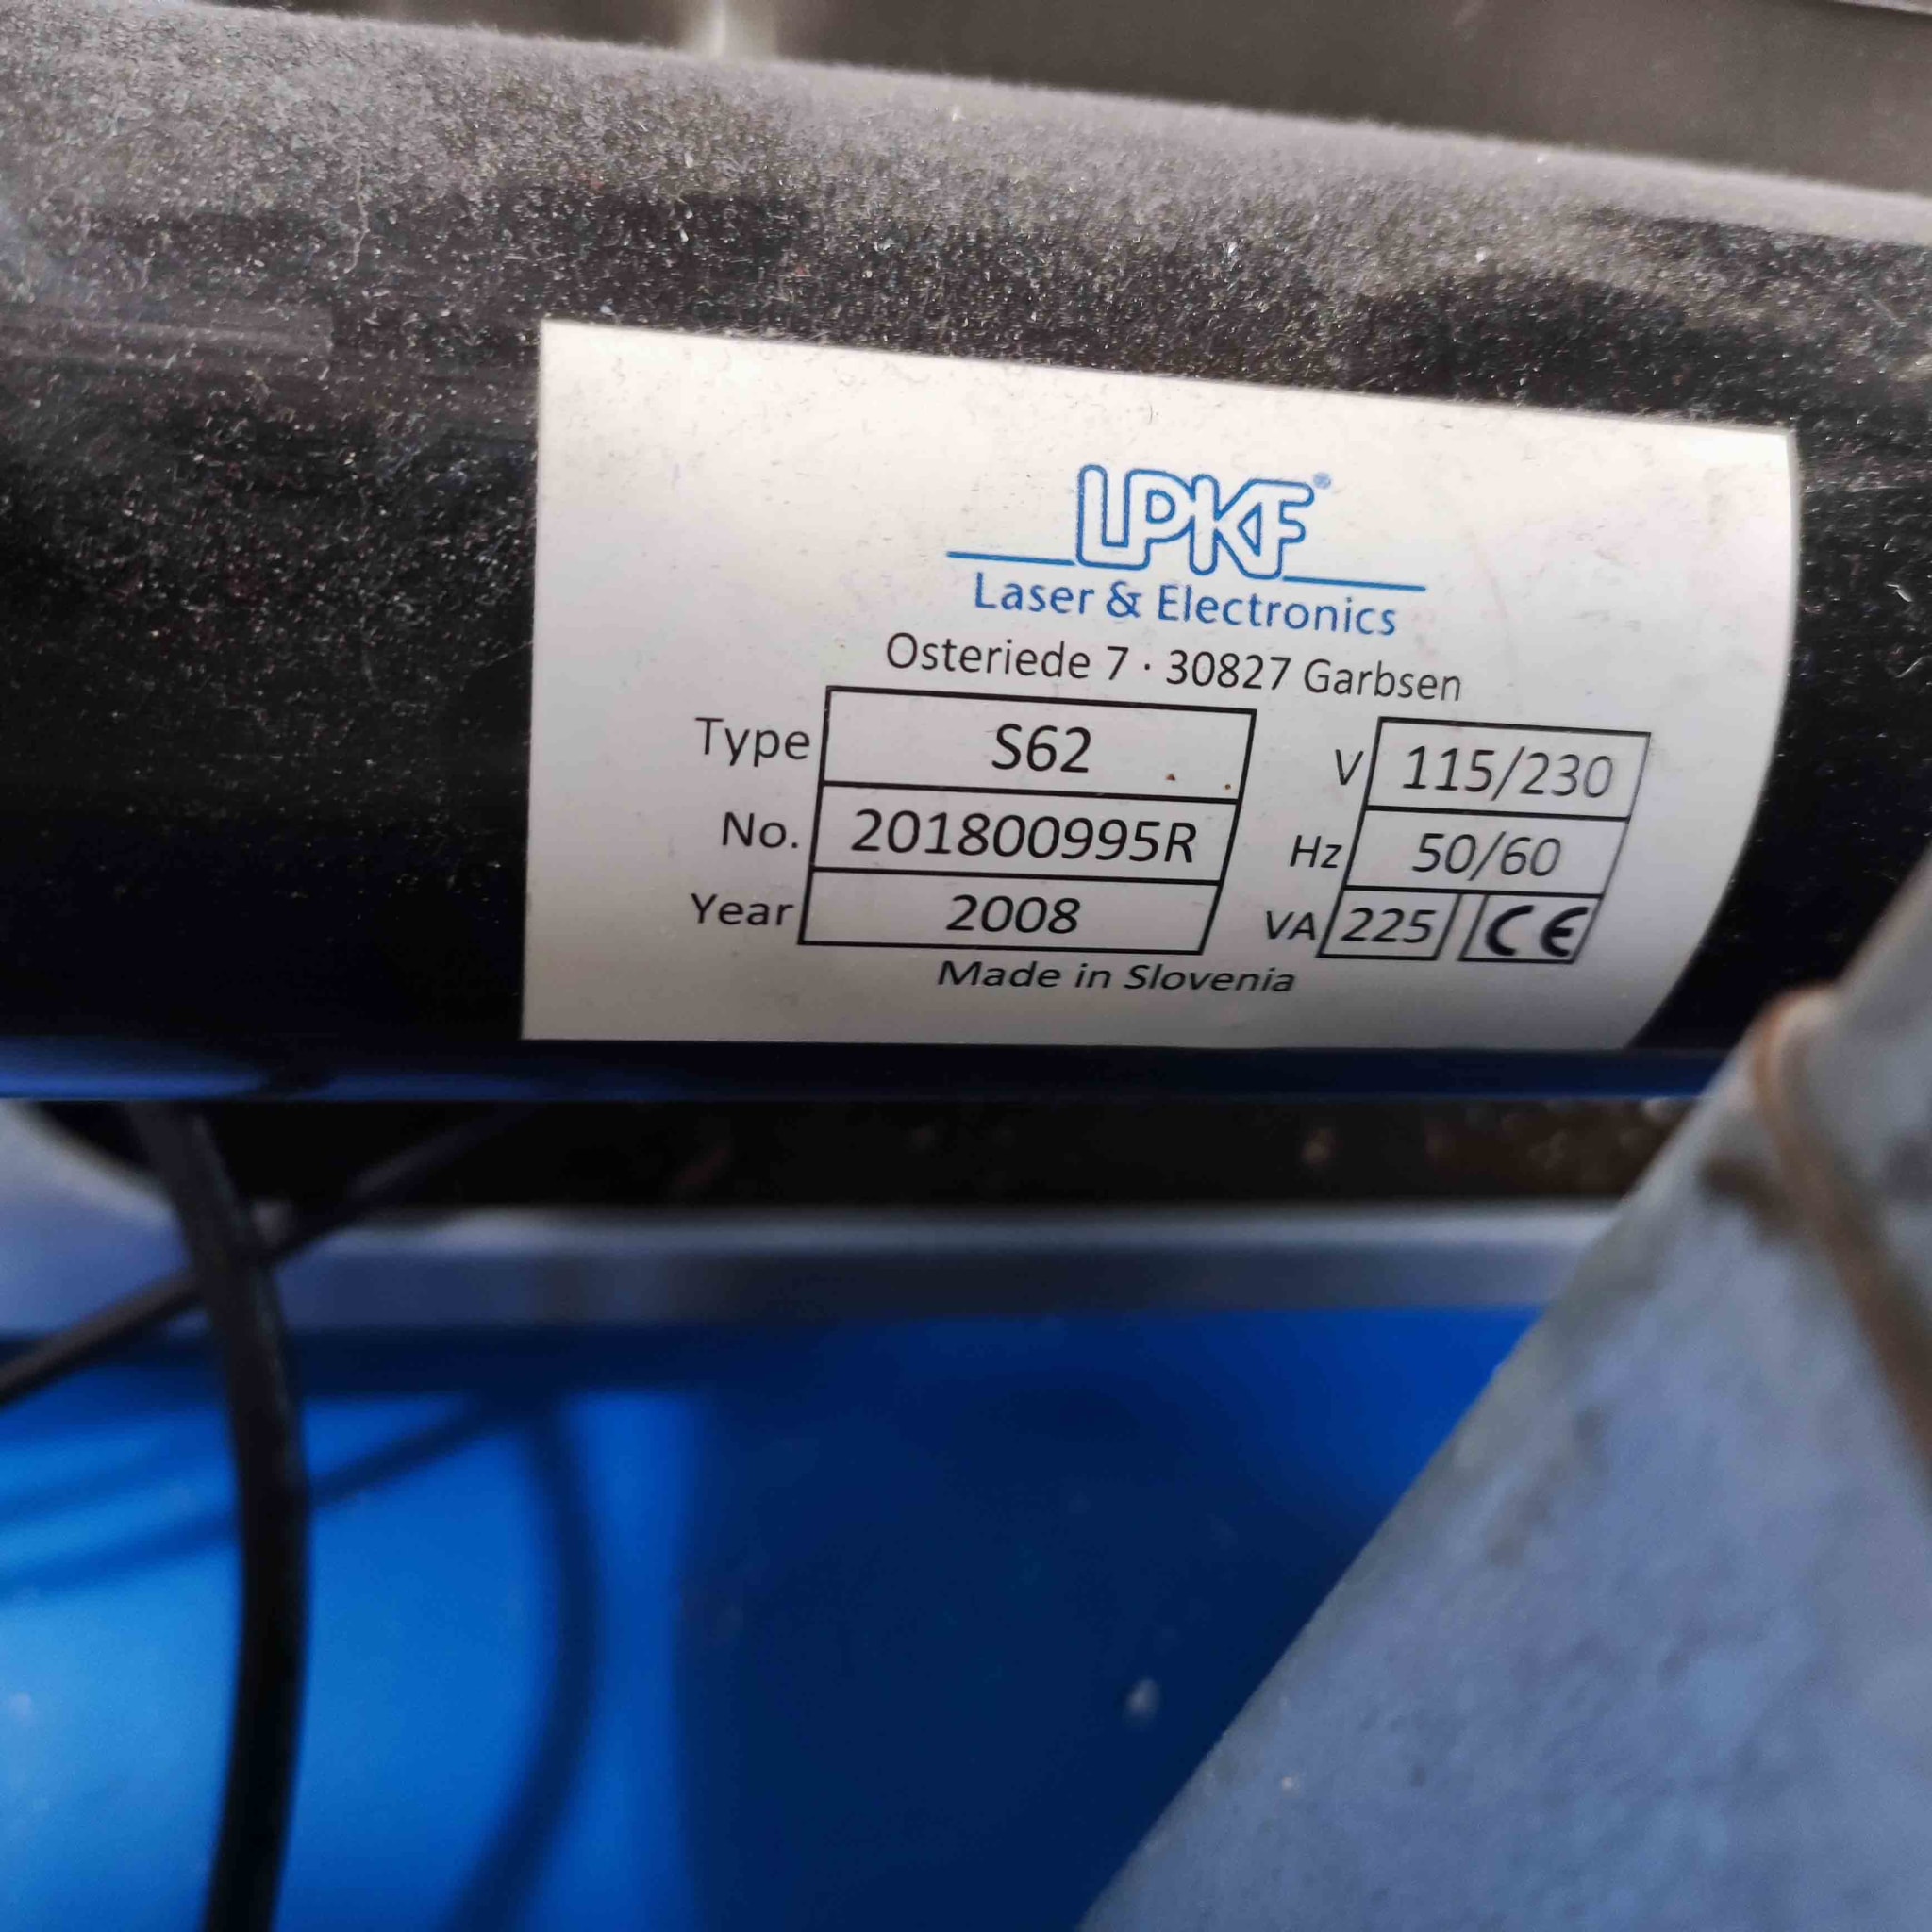 LPKF®
Laser & Electronics
Osteriede 7 · 30827 Garbsen
Type S62 V 115/230
No. 201800995R Hz 50/60
Year 2008 VA 225 CE
Made in Slovenia